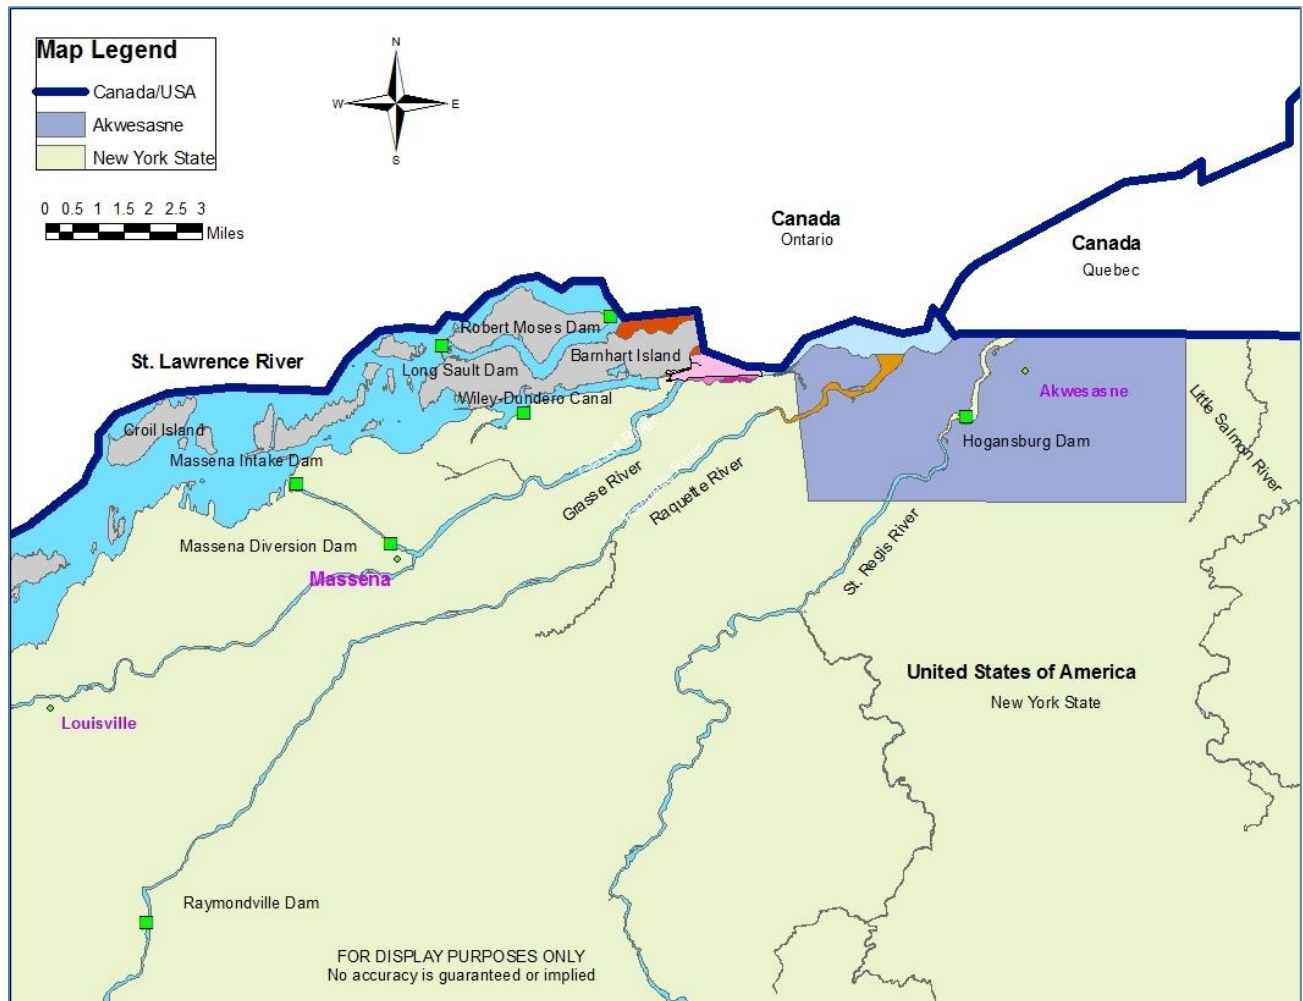 Map Legend
Canada/USA
Akwesasne
New York State
N
W
E
S
0 0.5 1 1.5 2 2.5 3
Miles
Canada
Ontario
Canada
Quebec
St. Lawrence River
Robert Moses Dam
Barnhart Island
Long Sault Dam
Wiley-Dundero Canal
Croil Island
Massena Intake Dam
Akwesasne
Hogansburg Dam
Little Salmon River
Grasse River
Raquette River
St. Regis River
Massena Diversion Dam
Massena
Louisville
United States of America
New York State
Raymondville Dam
FOR DISPLAY PURPOSES ONLY
No accuracy is guaranteed or implied